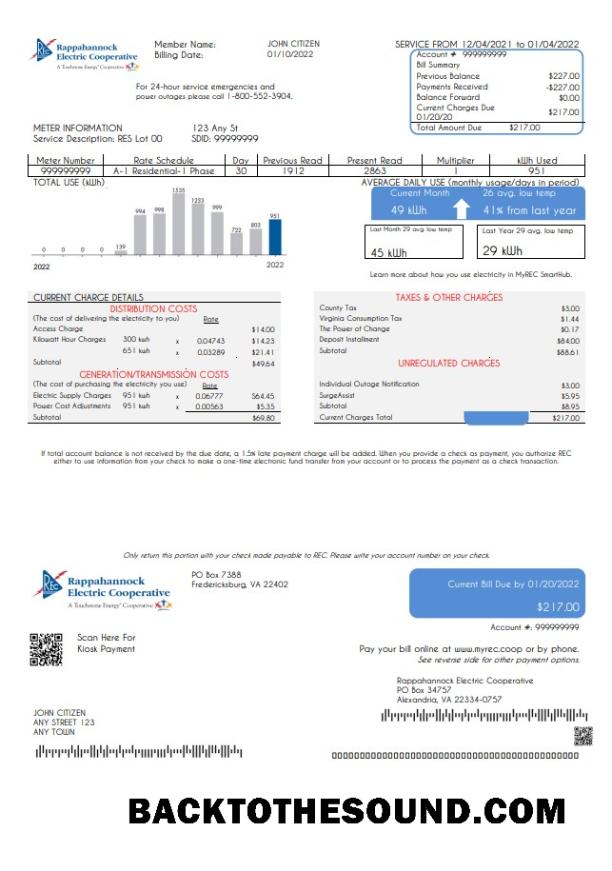 Rappahannock
Electric Cooperative
A Touchstone Energy® Cooperative
Member Name: JOHN CITIZEN
Billing Date: 01/10/2022
For 24-hour service emergencies and
power outages please call 1-800-552-3904.
SERVICE FROM 12/04/2021 to 01/04/2022
Account # 999999999
Bill Summary
Previous Balance $227.00
Payments Received -$227.00
Balance Forward $0.00
Current Charges Due $217.00
01/20/20
Total Amount Due $217.00
METER INFORMATION 123 Any St
Service Description: RES Lot 00 SDID: 99999999
Meter Number Rate Schedule Day Previous Read Present Read Multiplier kWh Used
999999999 A-1 Residential-1 Phase 30 1912 2863 1 951
TOTAL USE (kWh)
0 0 0 0 139 994 998 1535 1233 999 722 803 951
2022 2022
AVERAGE DAILY USE (monthly usage/days in period)
Current Month 26 avg. low temp
49 kWh 41% from last year
Last Month 29 avg. low temp
45 kWh
Last Year 29 avg. low temp
29 kWh
Learn more about how you use electricity in MyREC SmartHub.
CURRENT CHARGE DETAILS
DISTRIBUTION COSTS
(The cost of delivering the electricity to you) Rate
Access Charge $14.00
Kilowatt Hour Charges 300 kwh x 0.04743 $14.23
651 kwh x 0.03289 $21.41
Subtotal $49.64
GENERATION/TRANSMISSION COSTS
(The cost of purchasing the electricity you use) Rate
Electric Supply Charges 951 kwh x 0.06777 $64.45
Power Cost Adjustments 951 kwh x 0.00563 $5.35
Subtotal $69.80
TAXES & OTHER CHARGES
County Tax $3.00
Virginia Consumption Tax $1.44
The Power of Change $0.17
Deposit Installment $84.00
Subtotal $88.61
UNREGULATED CHARGES
Individual Outage Notification $3.00
SurgeAssist $5.95
Subtotal $8.95
Current Charges Total $217.00
If total account balance is not received by the due date, a 1.5% late payment charge will be added. When you provide a check as payment, you authorize REC
either to use information from your check to make a one-time electronic fund transfer from your account or to process the payment as a check transaction.
Only return this portion with your check made payable to REC. Please write your account number on your check.
Rappahannock
Electric Cooperative
A Touchstone Energy® Cooperative
PO Box 7388
Fredericksburg, VA 22402
Current Bill Due by 01/20/2022
$217.00
Account #: 999999999
Scan Here For
Kiosk Payment
Pay your bill online at www.myrec.coop or by phone.
See reverse side for other payment options.
Rappahannock Electric Cooperative
PO Box 34757
Alexandria, VA 22334-0757
JOHN CITIZEN
ANY STREET 123
ANY TOWN
BACKTOTHESOUND.COM